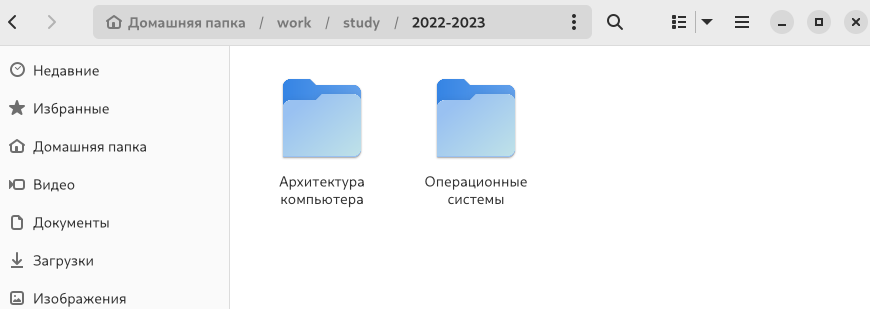 Домашняя папка / work / study / 2022-2023
Недавние
Избранные
Домашняя папка
Видео
Документы
Загрузки
Изображения
Архитектура
компьютера
Операционные
системы